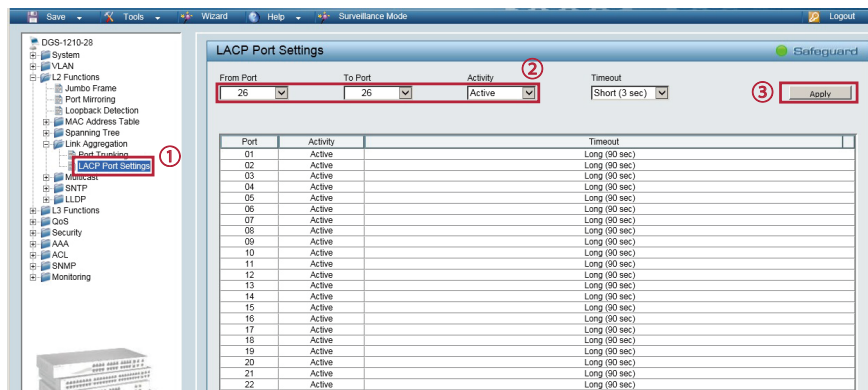 Save Tools Wizard Help Surveillance Mode Logout
DGS-1210-28
System
VLAN
L2 Functions
Jumbo Frame
Port Mirroring
Loopback Detection
MAC Address Table
Spanning Tree
Link Aggregation
Port Trunking
LACP Port Settings
①
Multicast
SNTP
LLDP
L3 Functions
QoS
Security
AAA
ACL
SNMP
Monitoring
LACP Port Settings Safeguard
From Port To Port Activity ② Timeout
26 26 Active Short (3 sec) ③ Apply
Port Activity Timeout
01 Active Long (90 sec)
02 Active Long (90 sec)
03 Active Long (90 sec)
04 Active Long (90 sec)
05 Active Long (90 sec)
06 Active Long (90 sec)
07 Active Long (90 sec)
08 Active Long (90 sec)
09 Active Long (90 sec)
10 Active Long (90 sec)
11 Active Long (90 sec)
12 Active Long (90 sec)
13 Active Long (90 sec)
14 Active Long (90 sec)
15 Active Long (90 sec)
16 Active Long (90 sec)
17 Active Long (90 sec)
18 Active Long (90 sec)
19 Active Long (90 sec)
20 Active Long (90 sec)
21 Active Long (90 sec)
22 Active Long (90 sec)